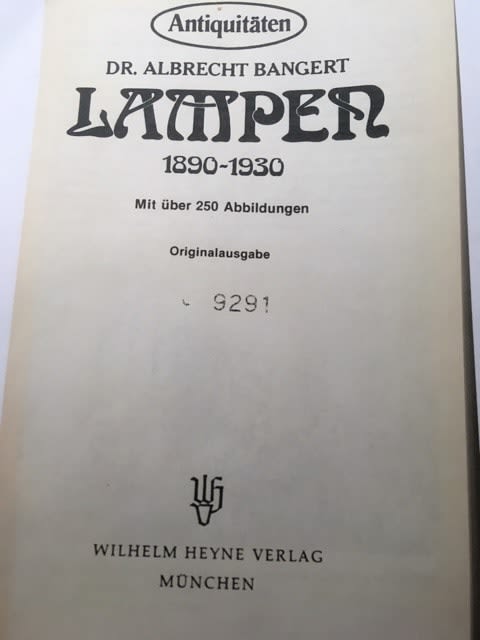 Antiquitäten
DR. ALBRECHT BANGERT
LAMPEN
1890-1930
Mit über 250 Abbildungen
Originalausgabe
9291
WILHELM HEYNE VERLAG
MÜNCHEN